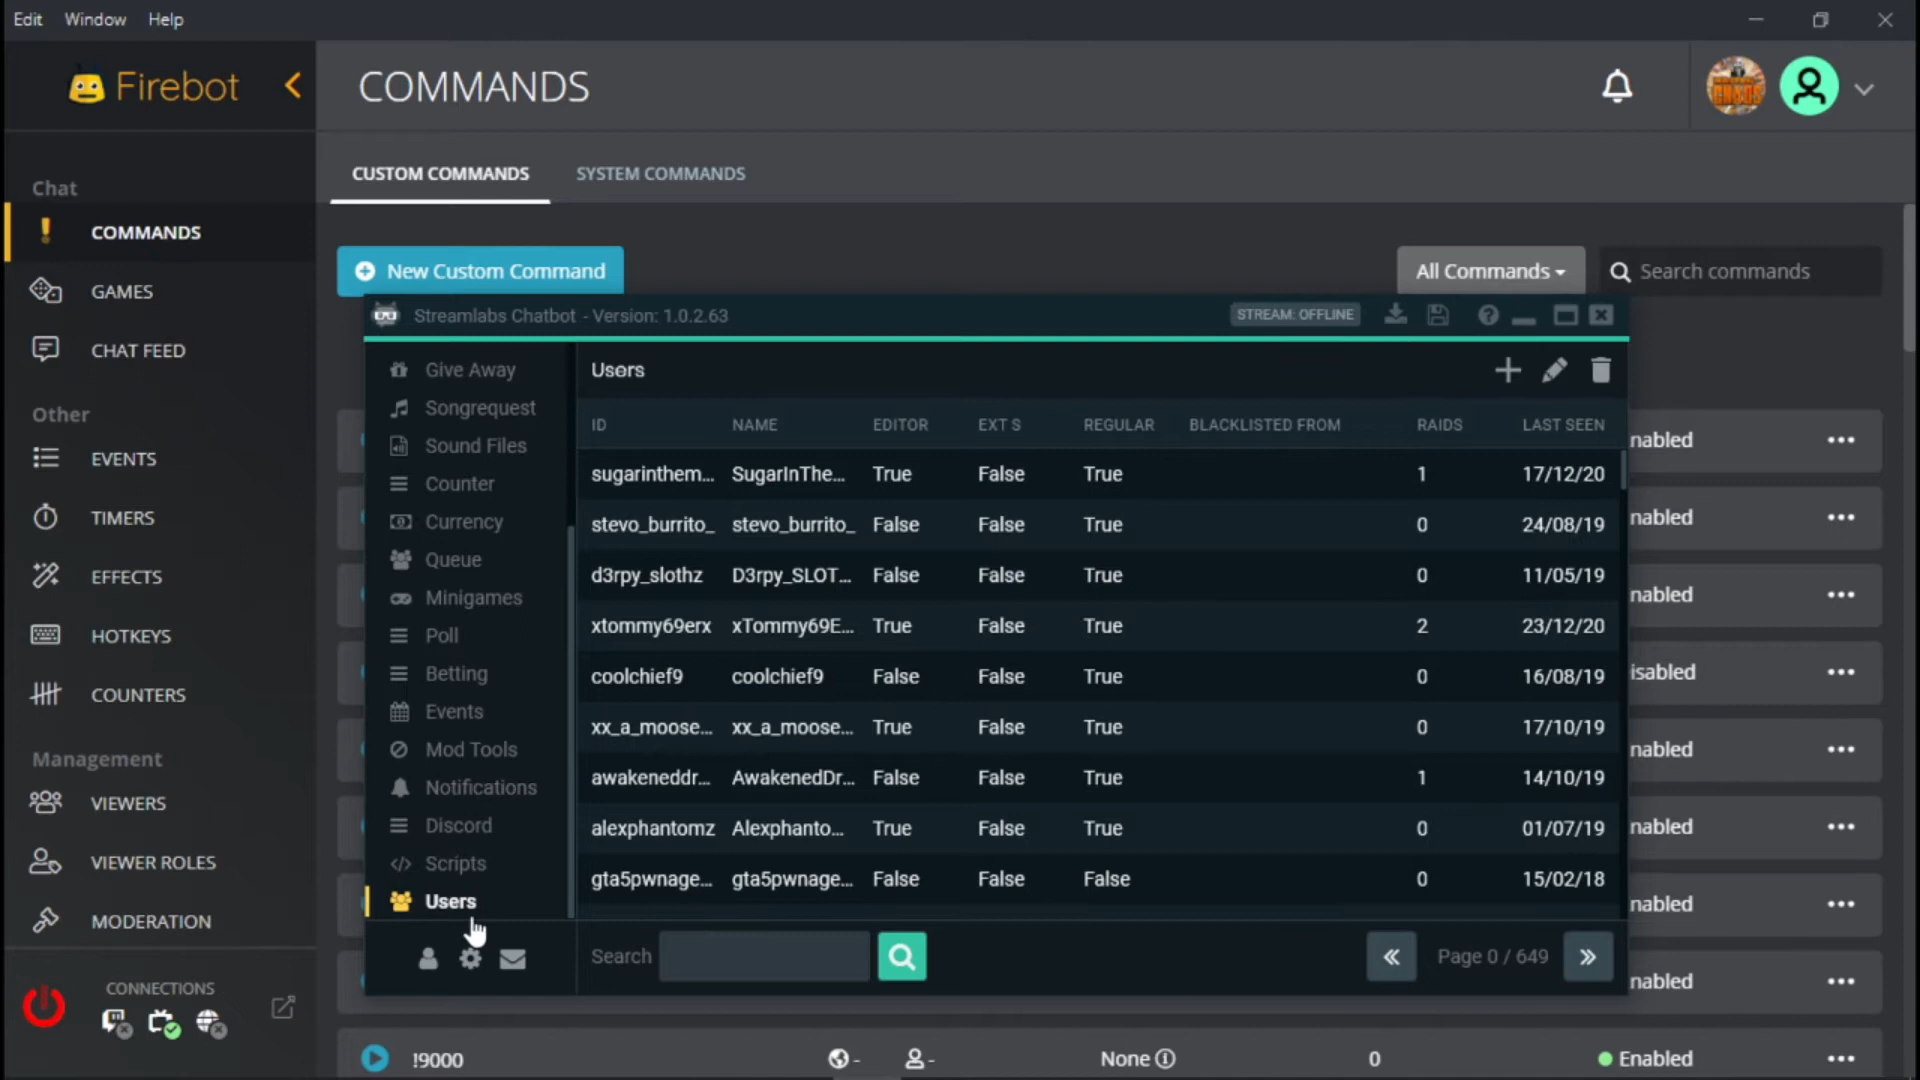 Edit Window Help
Firebot
COMMANDS
CUSTOM COMMANDS SYSTEM COMMANDS
Chat
COMMANDS
GAMES
CHAT FEED
Other
EVENTS
TIMERS
EFFECTS
HOTKEYS
COUNTERS
Management
VIEWERS
VIEWER ROLES
MODERATION
CONNECTIONS
New Custom Command All Commands Search commands
Streamlabs Chatbot - Version: 1.0.2.63 STREAM: OFFLINE
Give Away
Songrequest
Sound Files
Counter
Currency
Queue
Minigames
Poll
Betting
Events
Mod Tools
Notifications
Discord
Scripts
Users
Users
ID NAME EDITOR EXT S REGULAR BLACKLISTED FROM RAIDS LAST SEEN
sugarinthem... SugarInThe... True False True 1 17/12/20
stevo_burrito_ stevo_burrito_ False False True 0 24/08/19
d3rpy_slothz D3rpy_SLOT... False False True 0 11/05/19
xtommy69erx xTommy69E... True False True 2 23/12/20
coolchief9 coolchief9 False False True 0 16/08/19
xx_a_moose... xx_a_moose... True False True 0 17/10/19
awakeneddr... AwakenedDr... False False True 1 14/10/19
alexphantomz Alexphanto... True False True 0 01/07/19
gta5pwnage... gta5pwnage... False False False 0 15/02/18
Search Page 0 / 649
nabled
nabled
nabled
isabled
nabled
nabled
nabled
nabled
!9000 - - None 0 Enabled